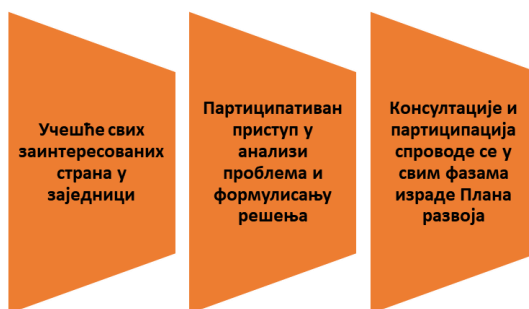 Учешће свих
заинтересованих
страна у
заједници
Партиципативан
приступ у
анализи
проблема и
формулисању
решења
Консултације и
партиципација
спроводе се у
свим фазама
израде Плана
развоја